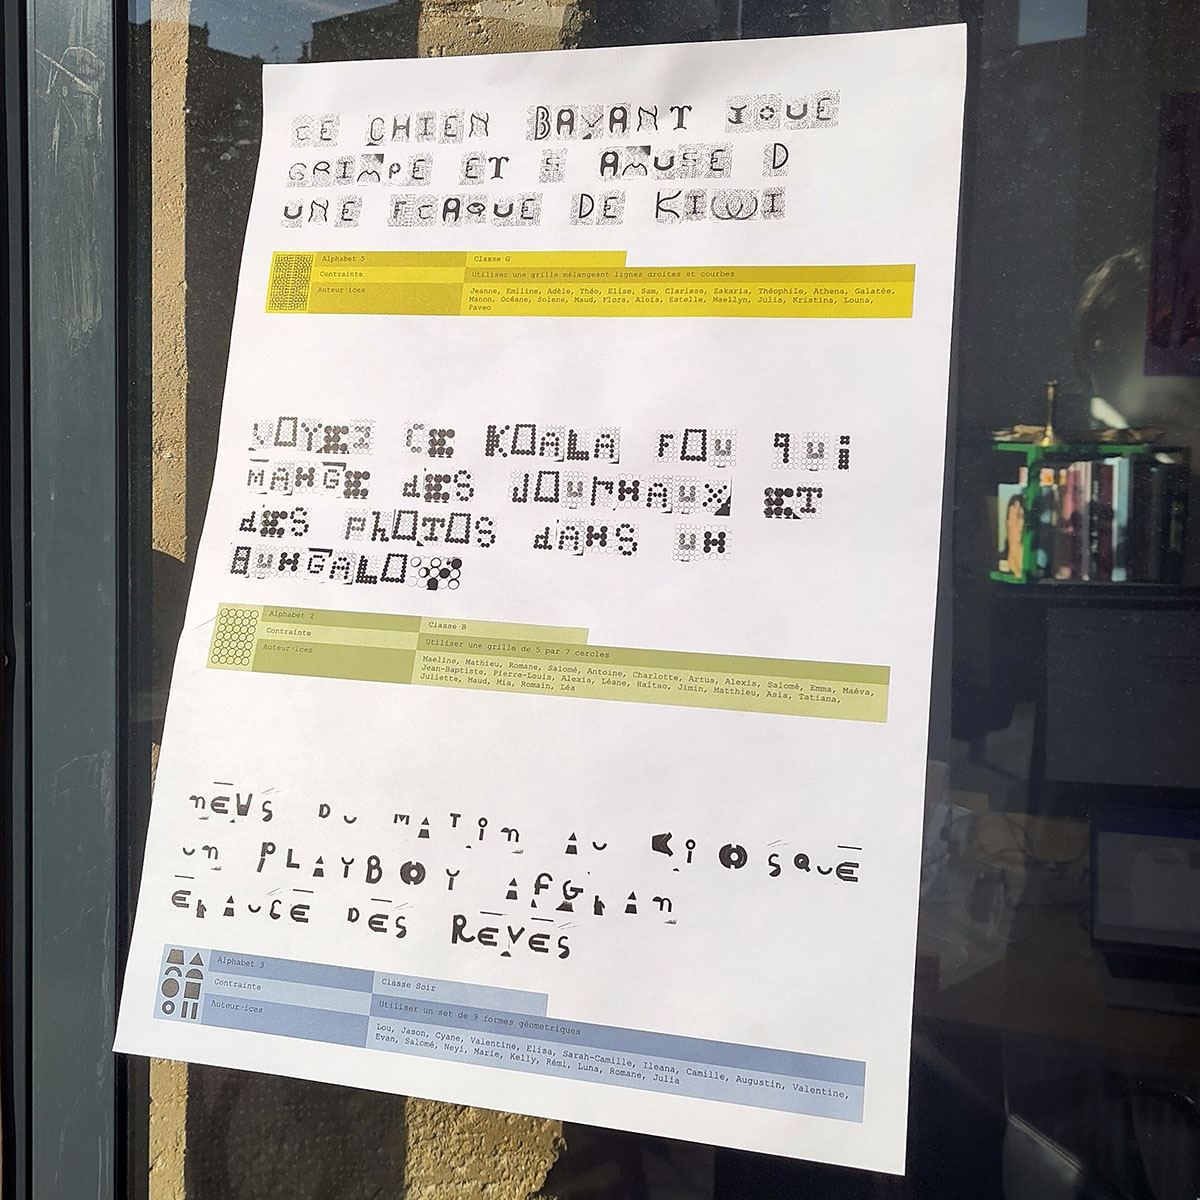 CE CHIEN BAVANT JOUE
GRIMPE ET S AMUSE D
UNE FLAQUE DE KIWI
Alphabet 5
Classe G
Contrainte
Utiliser une grille mélangeant lignes droites et courbes
Auteur·ices
Jeanne, Emiline, Adèle, Théo, Elise, Sam, Clarisse, Zakaria, Théophile, Athena, Galatée,
Manon, Océane, Solene, Maud, Flora, Aloïs, Estelle, Maellyn, Julia, Kristina, Louna,
Paveo
VOYEZ CE KOALA FOU qui
MANGE dES JOUrNAUX ET
dES PhOTOS dANS UN
BUNGALOW
Alphabet 2
Classe B
Contrainte
Utiliser une grille de 5 par 7 cercles
Auteur·ices
Maeline, Mathieu, Romane, Salomé, Antoine, Charlotte, Artus, Alexis, Salomé, Emma, Maéva,
Jean-Baptiste, Pierre-Louis, Alexia, Léane, Haitao, Jimin, Matthieu, Asia, Tatiana,
Juliette, Maud, Mia, Romain, Léa
nEWS DU MATin AU KiOSQUE
Un PLAYBOY AFGhAn
EhAUCE DES REVES
Alphabet 3
Classe Soir
Contrainte
Utiliser un set de 9 formes géometriques
Auteur·ices
Lou, Jason, Cyane, Valentine, Elisa, Sarah-Camille, Ileana, Camille, Augustin, Valentine,
Evan, Salomé, Neyi, Marie, Kelly, Rémi, Luna, Romane, Julia